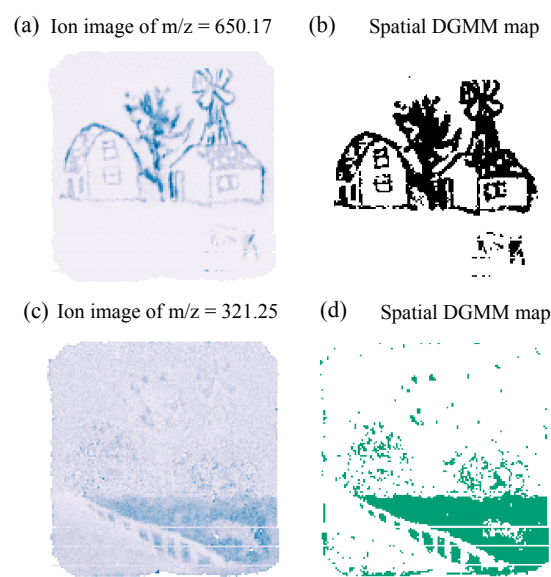 (a) Ion image of m/z = 650.17
(b) Spatial DGMM map
(c) Ion image of m/z = 321.25
(d) Spatial DGMM map